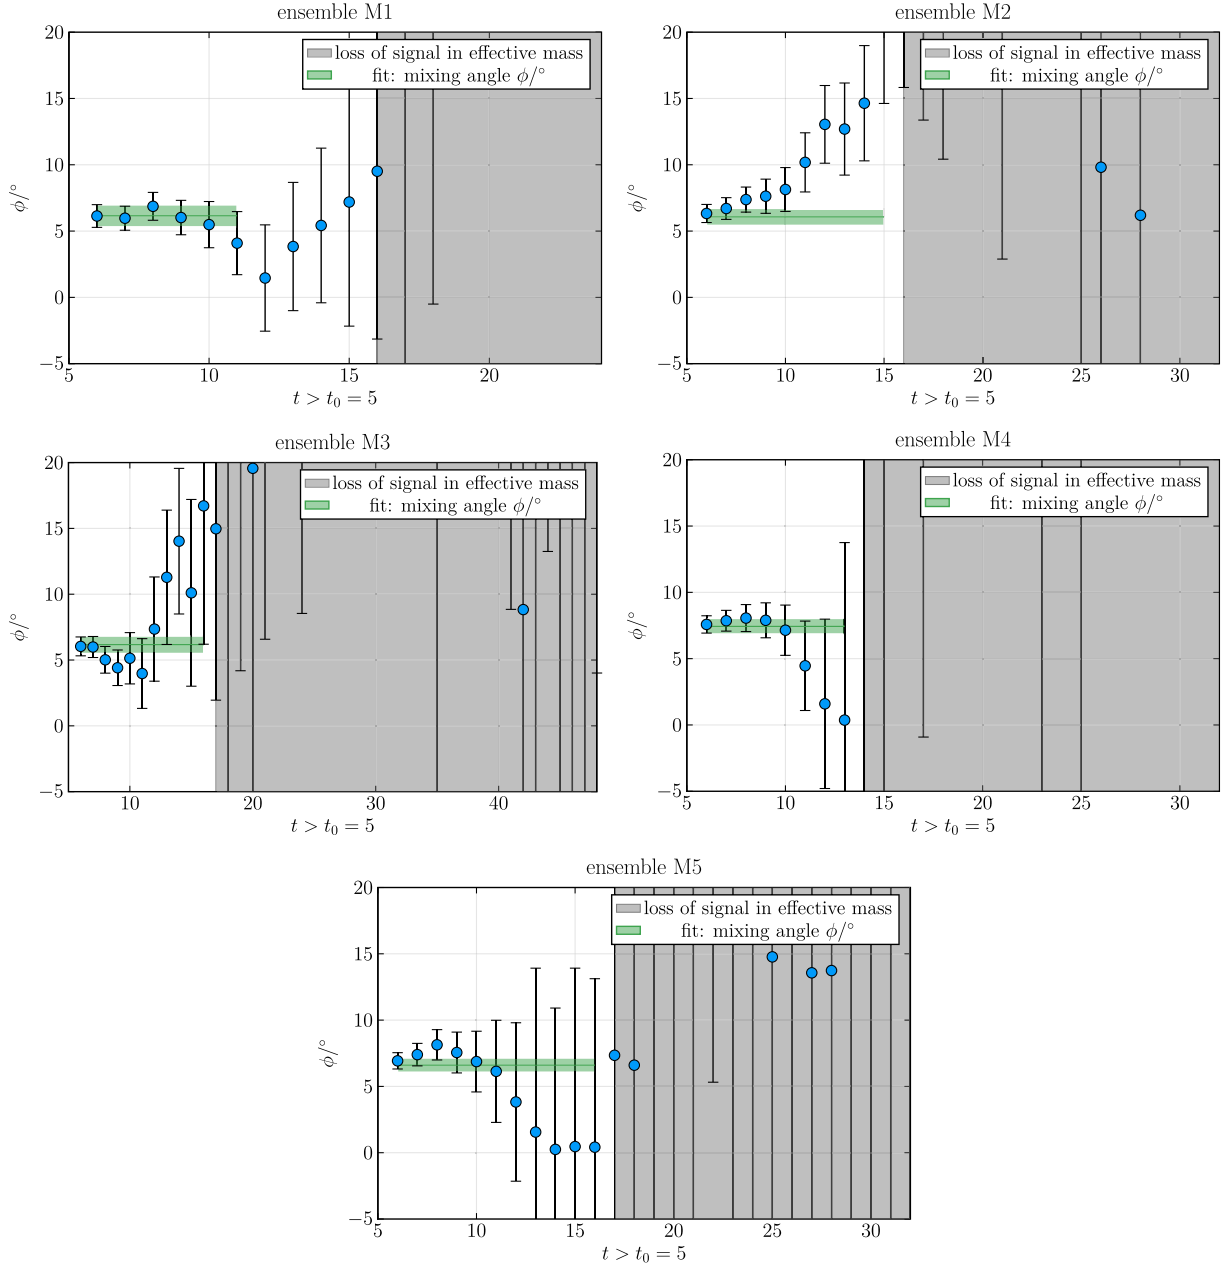 ensemble M1
20
15
10
5
0
−5
ϕ/°
loss of signal in effective mass
fit: mixing angle ϕ/°
5 10 15 20
t > t₀ = 5
ensemble M2
20
15
10
5
0
−5
ϕ/°
loss of signal in effective mass
fit: mixing angle ϕ/°
5 10 15 20 25 30
t > t₀ = 5
ensemble M3
20
15
10
5
0
−5
ϕ/°
loss of signal in effective mass
fit: mixing angle ϕ/°
10 20 30 40
t > t₀ = 5
ensemble M4
20
15
10
5
0
−5
ϕ/°
loss of signal in effective mass
fit: mixing angle ϕ/°
5 10 15 20 25 30
t > t₀ = 5
ensemble M5
20
15
10
5
0
−5
ϕ/°
loss of signal in effective mass
fit: mixing angle ϕ/°
5 10 15 20 25 30
t > t₀ = 5